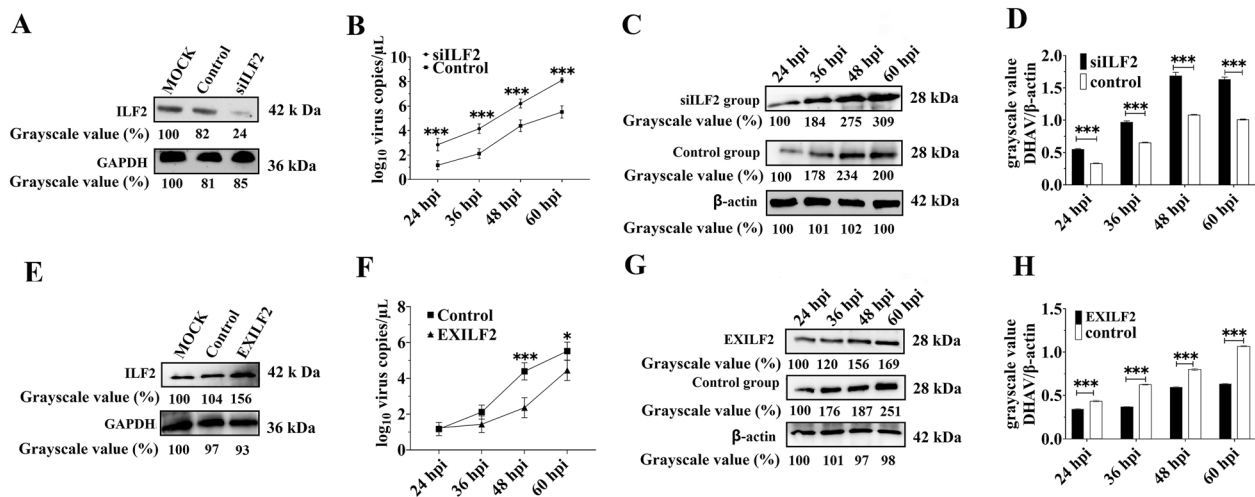 A
MOCK
Control
siILF2
ILF2
42 k Da
Grayscale value (%)
100 82 24
GAPDH
36 kDa
Grayscale value (%)
100 81 85
B
log10 virus copies/μL
10
8
6
4
2
0
siILF2
Control
***
***
***
***
24 hpi
36 hpi
48 hpi
60 hpi
C
24 hpi
36 hpi
48 hpi
60 hpi
siILF2 group
28 kDa
Grayscale value (%)
100 184 275 309
Control group
28 kDa
Grayscale value (%)
100 178 234 200
β-actin
42 kDa
Grayscale value (%)
100 101 102 100
D
grayscale value
DHAV/β-actin
2.0
1.5
1.0
0.5
0.0
siILF2
control
***
***
***
***
24 hpi
36 hpi
48 hpi
60 hpi
E
MOCK
Control
EXILF2
ILF2
42 k Da
Grayscale value (%)
100 104 156
GAPDH
36 kDa
Grayscale value (%)
100 97 93
F
log10 virus copies/μL
8
6
4
2
0
Control
EXILF2
***
*
24 hpi
36 hpi
48 hpi
60 hpi
G
24 hpi
36 hpi
48 hpi
60 hpi
EXILF2
28 kDa
Grayscale value (%)
100 120 156 169
Control group
28 kDa
Grayscale value (%)
100 176 187 251
β-actin
42 kDa
Grayscale value (%)
100 101 97 98
H
grayscale value
DHAV/β-actin
1.5
1.0
0.5
0.0
EXILF2
control
***
***
***
***
24 hpi
36 hpi
48 hpi
60 hpi